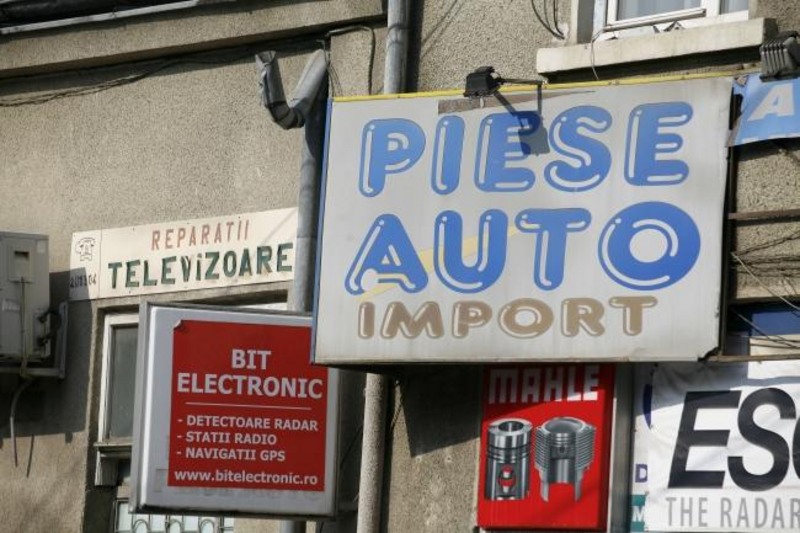 PIESE
AUTO
IMPORT
REPARATII
TELEVIZOARE
BIT
ELECTRONIC
- DETECTOARE RADAR
- STATII RADIO
- NAVIGATII GPS
www.bitelectronic.ro
MAHLE
ESC
THE RADAR
A
D
M